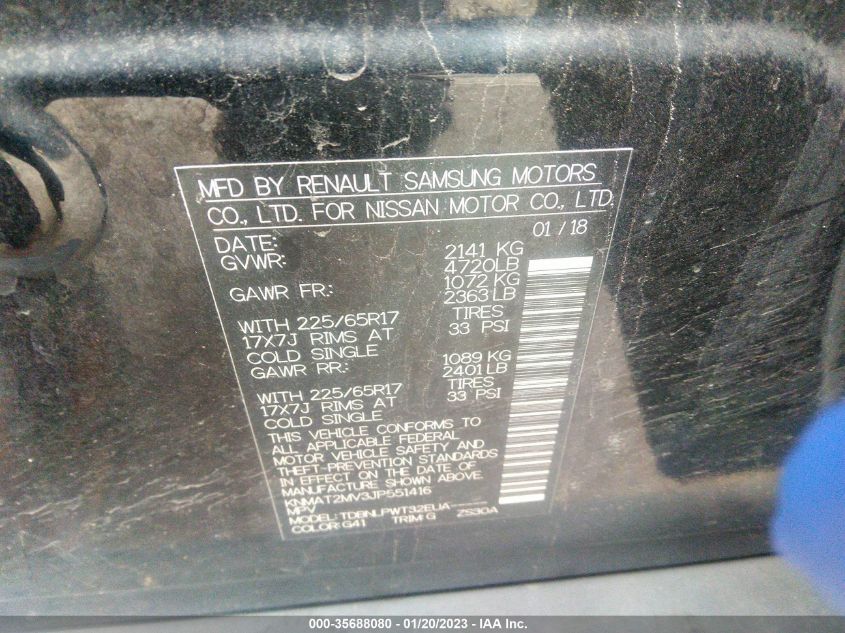 MFD BY RENAULT SAMSUNG MOTORS
CO., LTD. FOR NISSAN MOTOR CO., LTD.
DATE: 01 / 18
GVWR: 2141 KG
4720LB
GAWR FR: 1072 KG
2363 LB
WITH 225/65R17 TIRES
17X7J RIMS AT 33 PSI
COLD SINGLE
GAWR RR: 1089 KG
2401 LB
WITH 225/65R17 TIRES
17X7J RIMS AT 33 PSI
COLD SINGLE
THIS VEHICLE CONFORMS TO
ALL APPLICABLE FEDERAL
MOTOR VEHICLE SAFETY AND
THEFT-PREVENTION STANDARDS
IN EFFECT ON THE DATE OF
MANUFACTURE SHOWN ABOVE.
KNMAT2MV3JP551416
MPV
MODEL: TDBNLPWT32EUA-----
COLOR: G41 TRIM: G ZS30A
000-35688080 - 01/20/2023 - IAA Inc.